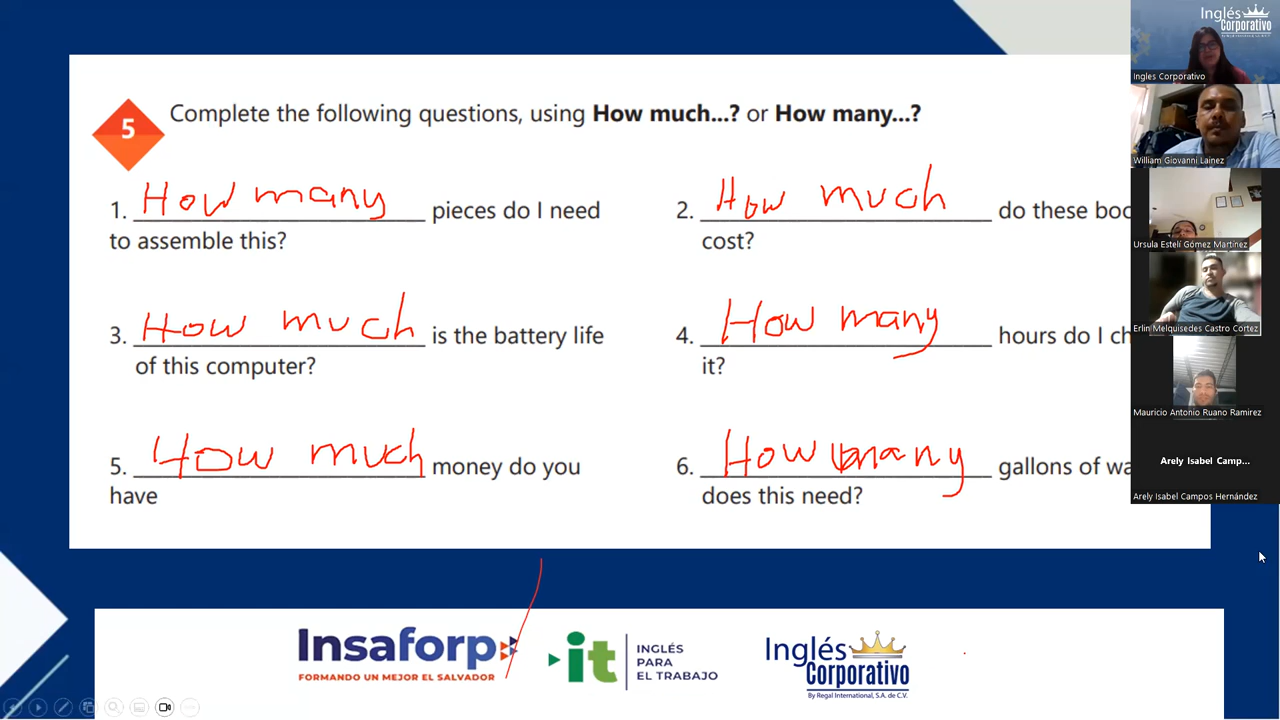 5 Complete the following questions, using How much...? or How many...?
1. How many pieces do I need
to assemble this?
2. How much do these
cost?
3. How much is the battery life
of this computer?
4. How many hours do I
it?
5. How much money do you
have
6. How many gallons of
does this need?
Insaforp
FORMANDO UN MEJOR EL SALVADOR
it INGLÉS
PARA
EL TRABAJO
Inglés
Corporativo
By Regal International, S.A. de C.V.
Inglés
Corporativo
By Regal International, S.A. de C.V.
Ingles Corporativo
William Giovanni Lainez
Ursula Estelí Gómez Martínez
Erlin Melquisedes Castro Cortez
Mauricio Antonio Ruano Ramirez
Arely Isabel Camp...
Arely Isabel Campos Hernández